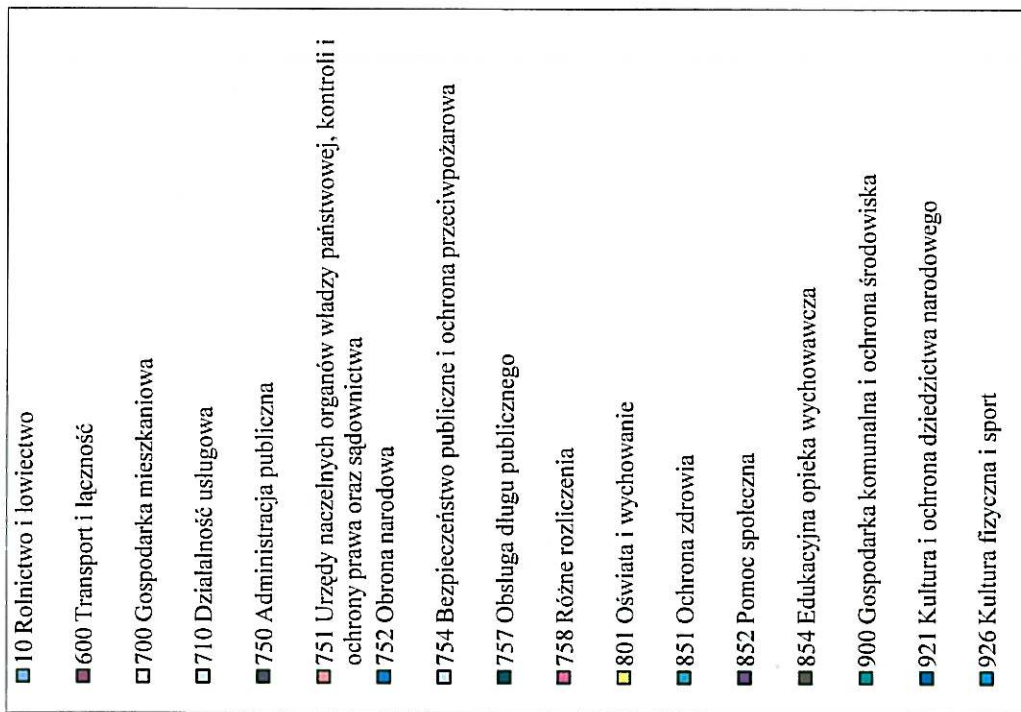 10 Rolnictwo i łowiectwo
600 Transport i łączność
700 Gospodarka mieszkaniowa
710 Działalność usługowa
750 Administracja publiczna
751 Urzędy naczelnych organów władzy państwowej, kontroli i
ochrony prawa oraz sądownictwa
752 Obrona narodowa
754 Bezpieczeństwo publiczne i ochrona przeciwpożarowa
757 Obsługa długu publicznego
758 Różne rozliczenia
801 Oświata i wychowanie
851 Ochrona zdrowia
852 Pomoc społeczna
854 Edukacyjna opieka wychowawcza
900 Gospodarka komunalna i ochrona środowiska
921 Kultura i ochrona dziedzictwa narodowego
926 Kultura fizyczna i sport